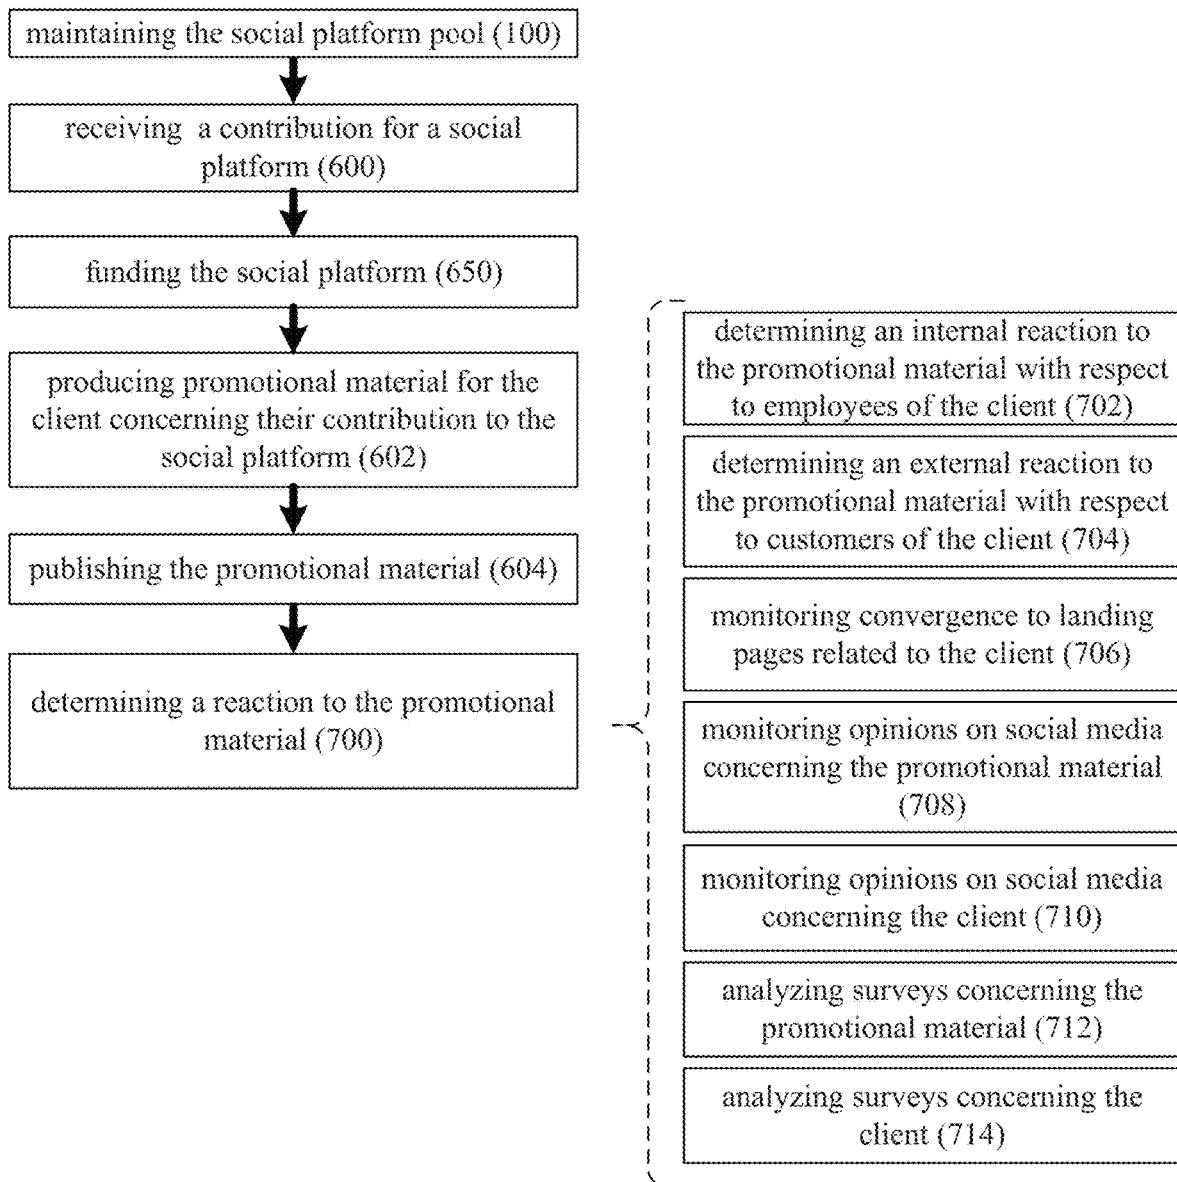 maintaining the social platform pool (100)
receiving a contribution for a social
platform (600)
funding the social platform (650)
producing promotional material for the
client concerning their contribution to the
social platform (602)
publishing the promotional material (604)
determining a reaction to the promotional
material (700)
determining an internal reaction to
the promotional material with respect
to employees of the client (702)
determining an external reaction to
the promotional material with respect
to customers of the client (704)
monitoring convergence to landing
pages related to the client (706)
monitoring opinions on social media
concerning the promotional material
(708)
monitoring opinions on social media
concerning the client (710)
analyzing surveys concerning the
promotional material (712)
analyzing surveys concerning the
client (714)